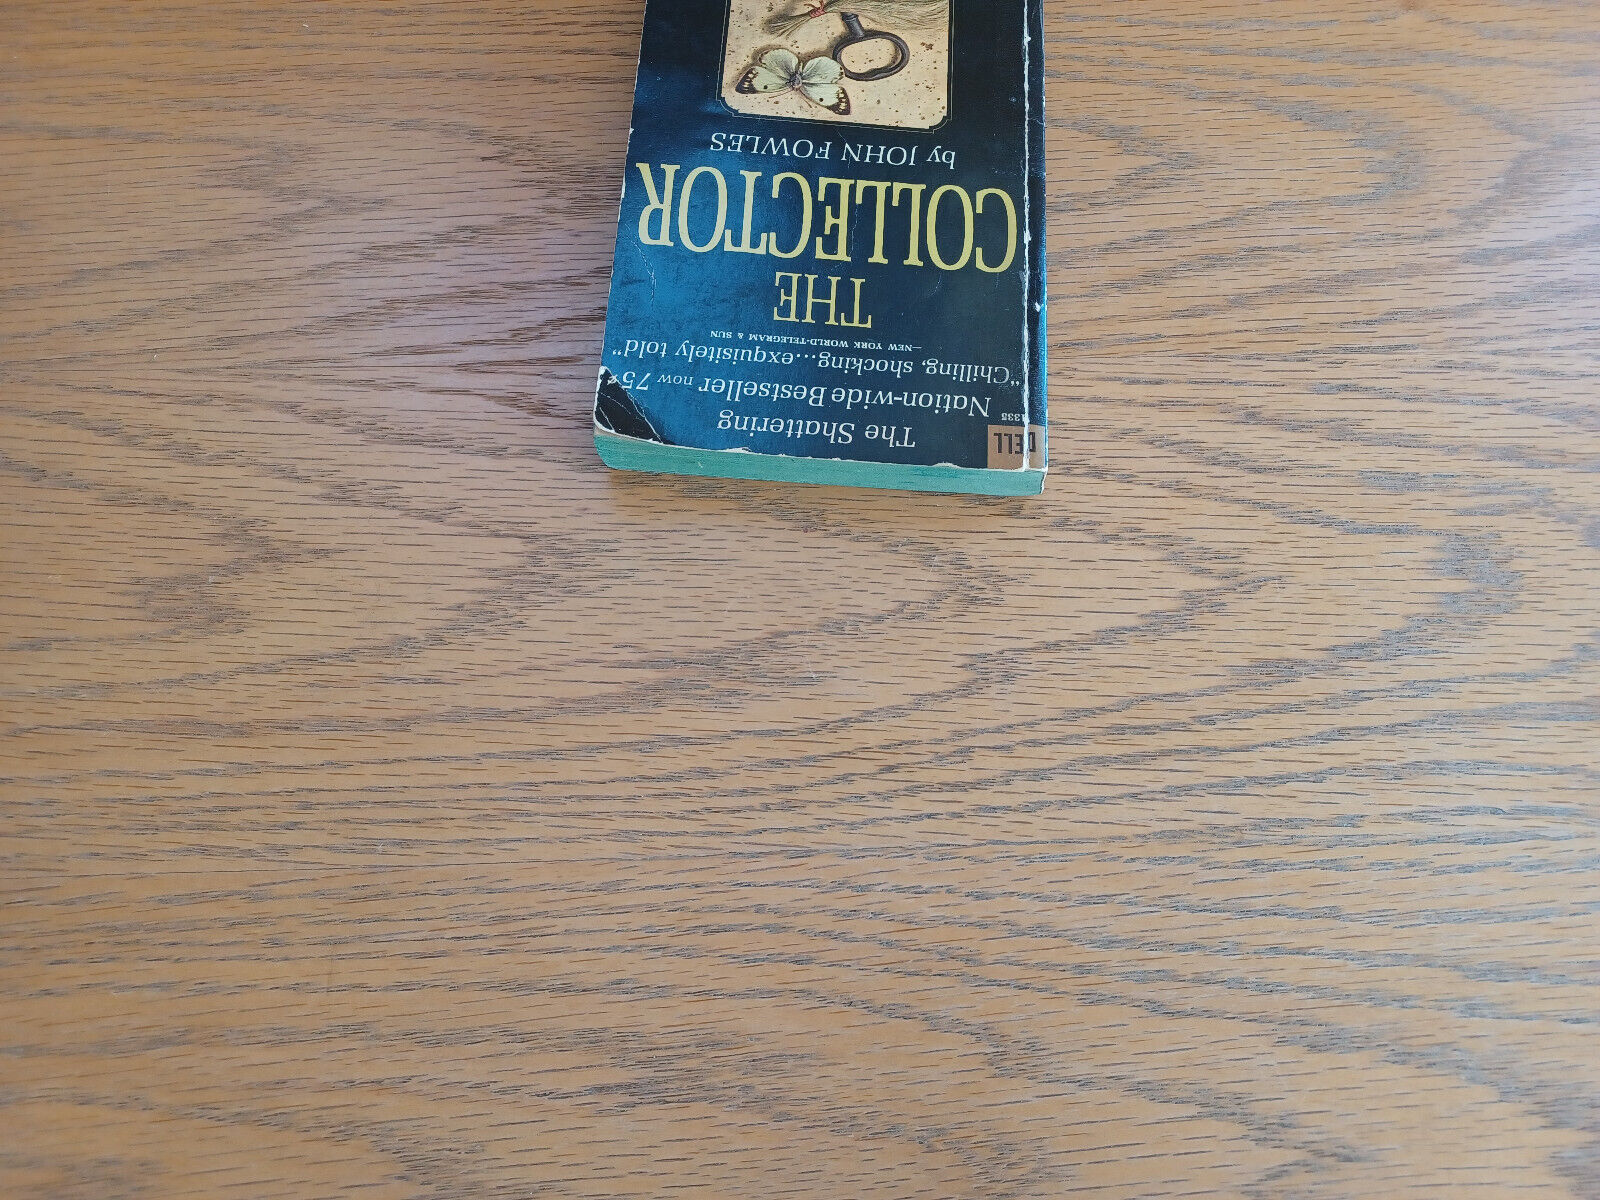 DELL
1335
The Shattering
Nation-wide Bestseller now 75¢
“Chilling, shocking...exquisitely told”
—NEW YORK WORLD-TELEGRAM & SUN
THE
COLLECTOR
by JOHN FOWLES